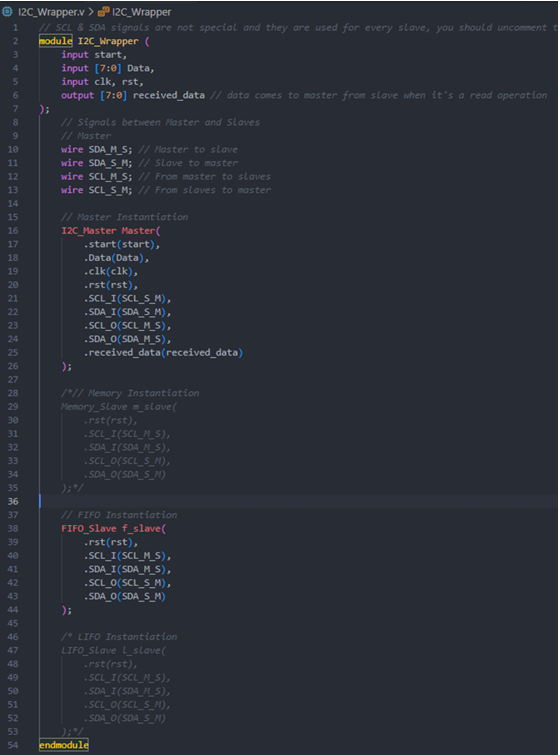 I2C_Wrapper.v > I2C_Wrapper
1 // SCL & SDA signals are not special and they are used for every slave, you should uncomment t
2 module I2C_Wrapper (
3 input start,
4 input [7:0] Data,
5 input clk, rst,
6 output [7:0] received_data // data comes to master from slave when it's a read operation
7 );
8 // Signals between Master and Slaves
9 // Master
10 wire SDA_M_S; // Master to slave
11 wire SDA_S_M; // Slave to master
12 wire SCL_M_S; // From master to slaves
13 wire SCL_S_M; // From slaves to master
14
15 // Master Instantiation
16 I2C_Master Master(
17 .start(start),
18 .Data(Data),
19 .clk(clk),
20 .rst(rst),
21 .SCL_I(SCL_S_M),
22 .SDA_I(SDA_S_M),
23 .SCL_O(SCL_M_S),
24 .SDA_O(SDA_M_S),
25 .received_data(received_data)
26 );
27
28 /*// Memory Instantiation
29 Memory_Slave m_slave(
30 .rst(rst),
31 .SCL_I(SCL_M_S),
32 .SDA_I(SDA_M_S),
33 .SCL_O(SCL_S_M),
34 .SDA_O(SDA_S_M)
35 );*/
36
37 // FIFO Instantiation
38 FIFO_Slave f_slave(
39 .rst(rst),
40 .SCL_I(SCL_M_S),
41 .SDA_I(SDA_M_S),
42 .SCL_O(SCL_S_M),
43 .SDA_O(SDA_S_M)
44 );
45
46 /* LIFO Instantiation
47 LIFO_Slave l_slave(
48 .rst(rst),
49 .SCL_I(SCL_M_S),
50 .SDA_I(SDA_M_S),
51 .SCL_O(SCL_S_M),
52 .SDA_O(SDA_S_M)
53 );*/
54 endmodule